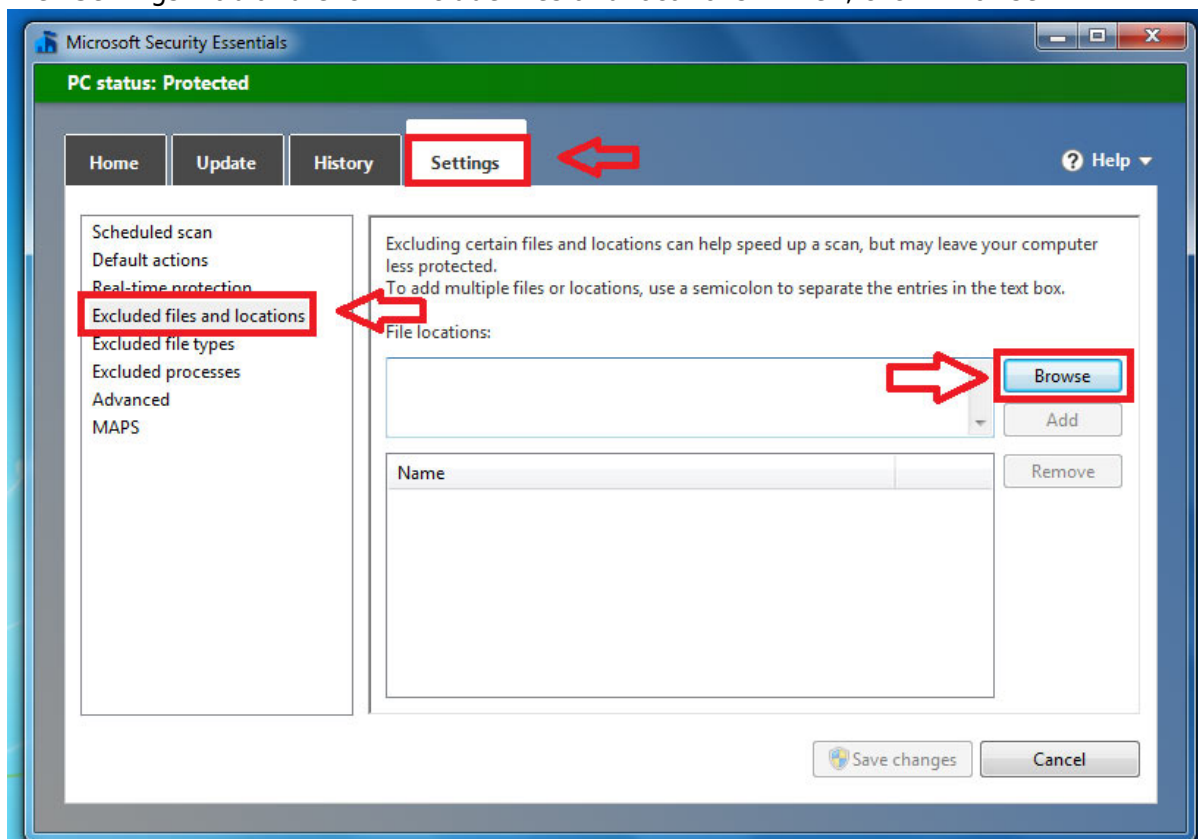 Microsoft Security Essentials
PC status: Protected
Home
Update
History
Settings
Help
Scheduled scan
Default actions
Real-time protection
Excluded files and locations
Excluded file types
Excluded processes
Advanced
MAPS
Excluding certain files and locations can help speed up a scan, but may leave your computer
less protected.
To add multiple files or locations, use a semicolon to separate the entries in the text box.
File locations:
Browse
Add
Name
Remove
Save changes
Cancel